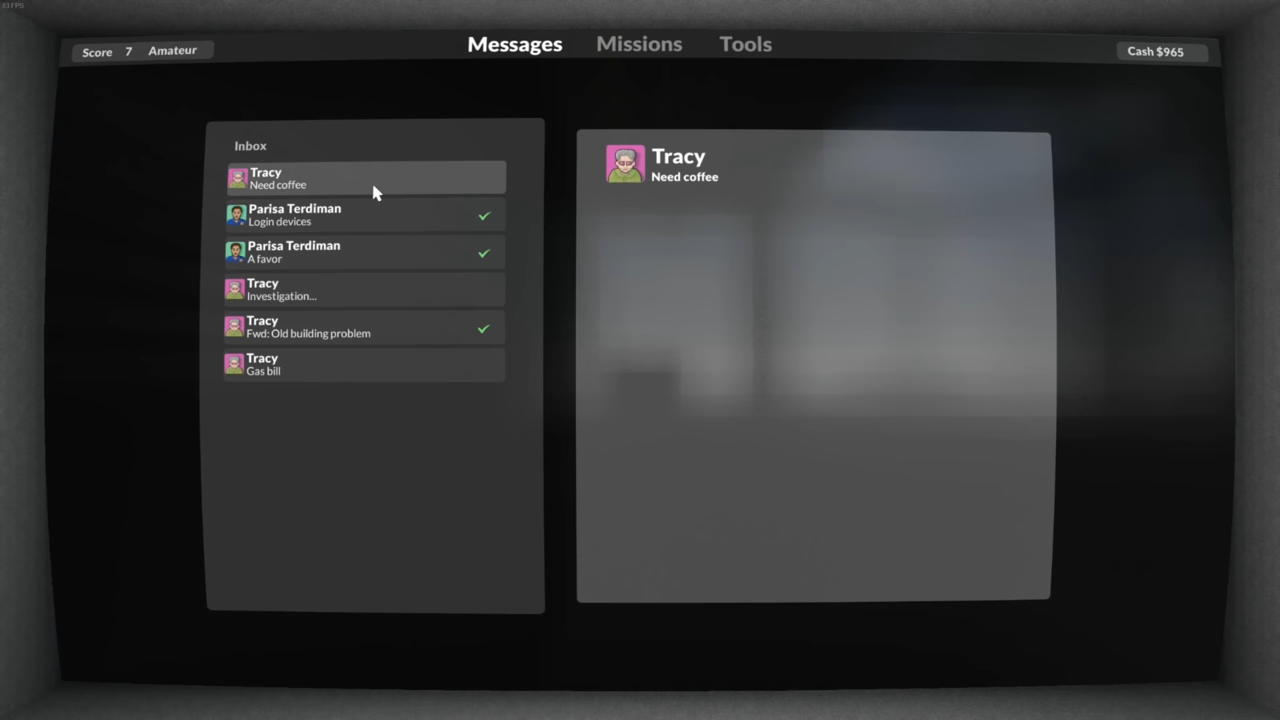 Score 7 Amateur
Messages
Missions
Tools
Cash $965
Inbox
Tracy
Need coffee
Parisa Terdiman
Login devices
Parisa Terdiman
A favor
Tracy
Investigation...
Tracy
Fwd: Old building problem
Tracy
Gas bill
Tracy
Need coffee